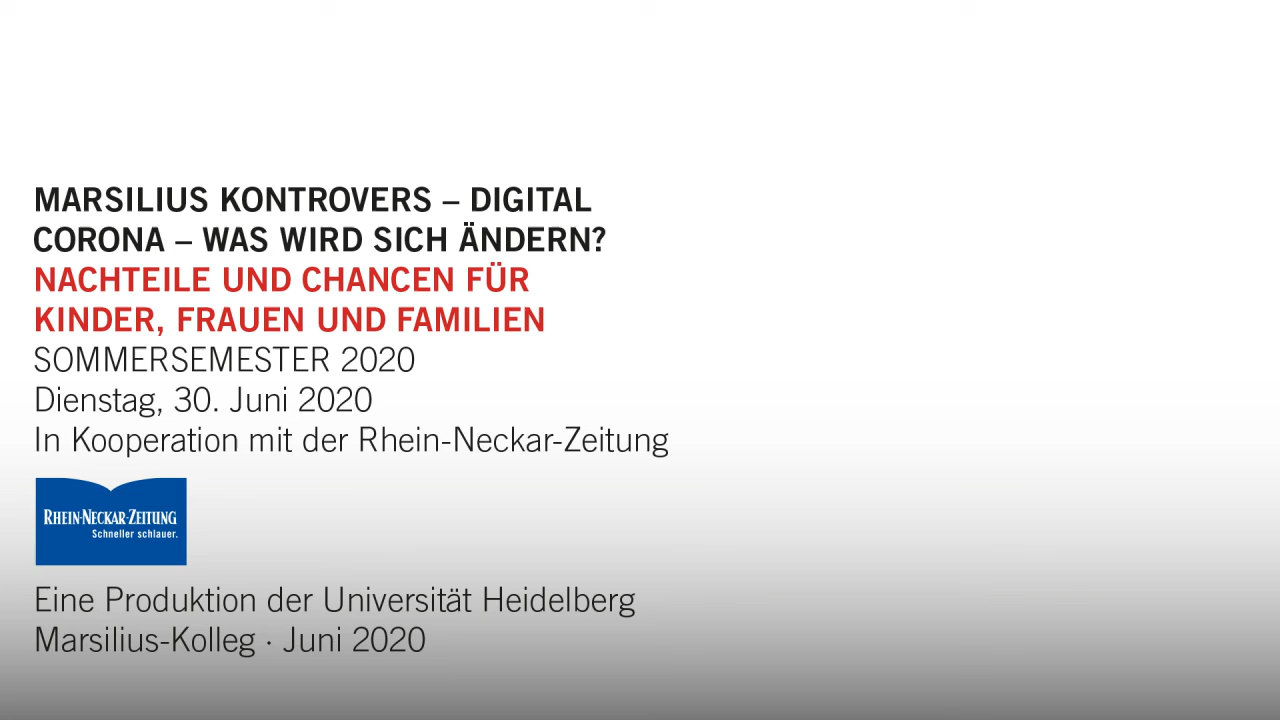 MARSILIUS KONTROVERS – DIGITAL
CORONA – WAS WIRD SICH ÄNDERN?
NACHTEILE UND CHANCEN FÜR
KINDER, FRAUEN UND FAMILIEN
SOMMERSEMESTER 2020
Dienstag, 30. Juni 2020
In Kooperation mit der Rhein-Neckar-Zeitung
RHEIN-NECKAR-ZEITUNG
Schneller schlauer.
Eine Produktion der Universität Heidelberg
Marsilius-Kolleg · Juni 2020